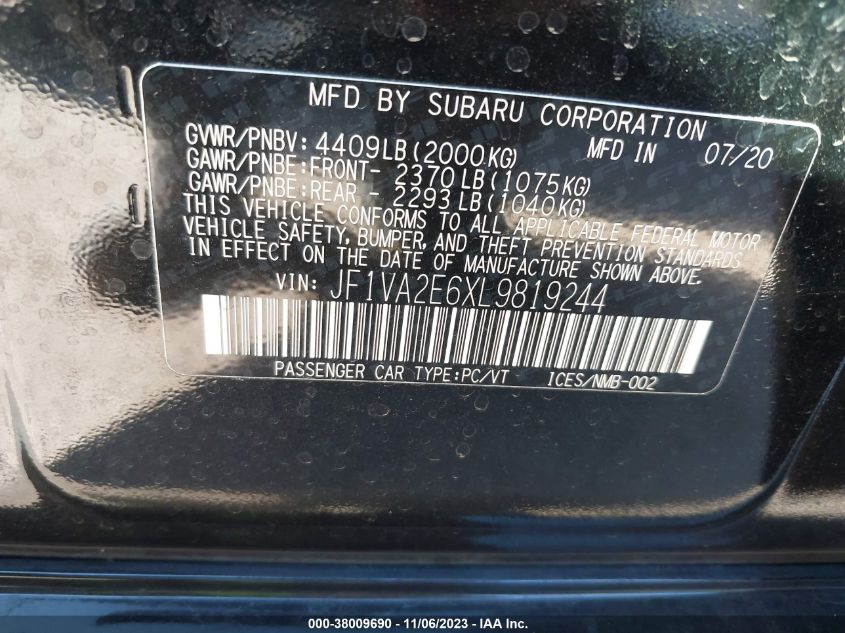 MFD BY SUBARU CORPORATION
GVWR/PNBV: 4409LB(2000KG) MFD IN 07/20
GAWR/PNBE:FRONT- 2370LB(1075KG)
GAWR/PNBE:REAR - 2293LB(1040KG)
THIS VEHICLE CONFORMS TO ALL APPLICABLE FEDERAL MOTOR
VEHICLE SAFETY, BUMPER, AND THEFT PREVENTION STANDARDS
IN EFFECT ON THE DATE OF MANUFACTURE SHOWN ABOVE.
VIN: JF1VA2E6XL9819244
PASSENGER CAR TYPE:PC/VT ICES/NMB-002
000-38009690 - 11/06/2023 - IAA Inc.